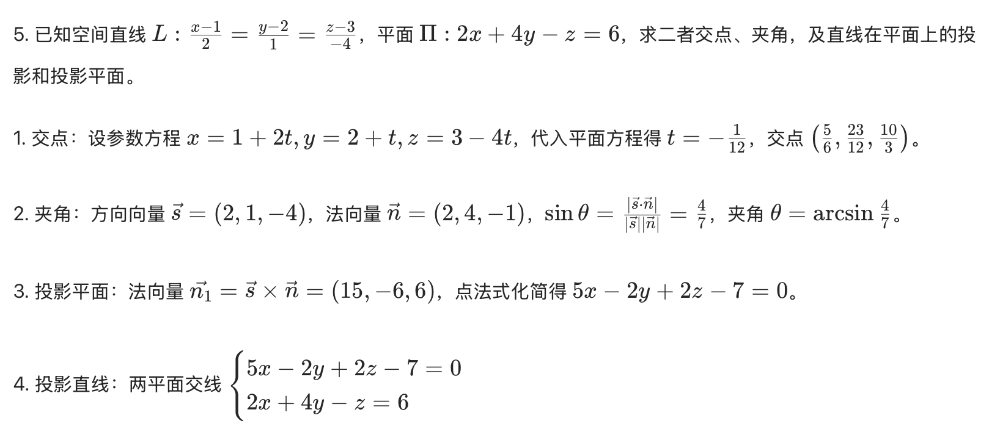 5. 已知空间直线 $L : \frac{x-1}{2} = \frac{y-2}{1} = \frac{z-3}{-4}$，平面 $\Pi : 2x + 4y - z = 6$，求二者交点、夹角，及直线在平面上的投
影和投影平面。
1. 交点：设参数方程 $x = 1 + 2t, y = 2 + t, z = 3 - 4t$，代入平面方程得 $t = -\frac{1}{12}$，交点 $\left(\frac{5}{6}, \frac{23}{12}, \frac{10}{3}\right)$。
2. 夹角：方向向量 $\vec{s} = (2, 1, -4)$，法向量 $\vec{n} = (2, 4, -1)$，$\sin\theta = \frac{|\vec{s}\cdot\vec{n}|}{|\vec{s}||\vec{n}|} = \frac{4}{7}$，夹角 $\theta = \arcsin\frac{4}{7}$。
3. 投影平面：法向量 $\vec{n_1} = \vec{s} \times \vec{n} = (15, -6, 6)$，点法式化简得 $5x - 2y + 2z - 7 = 0$。
4. 投影直线：两平面交线 $\begin{cases} 5x - 2y + 2z - 7 = 0 \\ 2x + 4y - z = 6 \end{cases}$